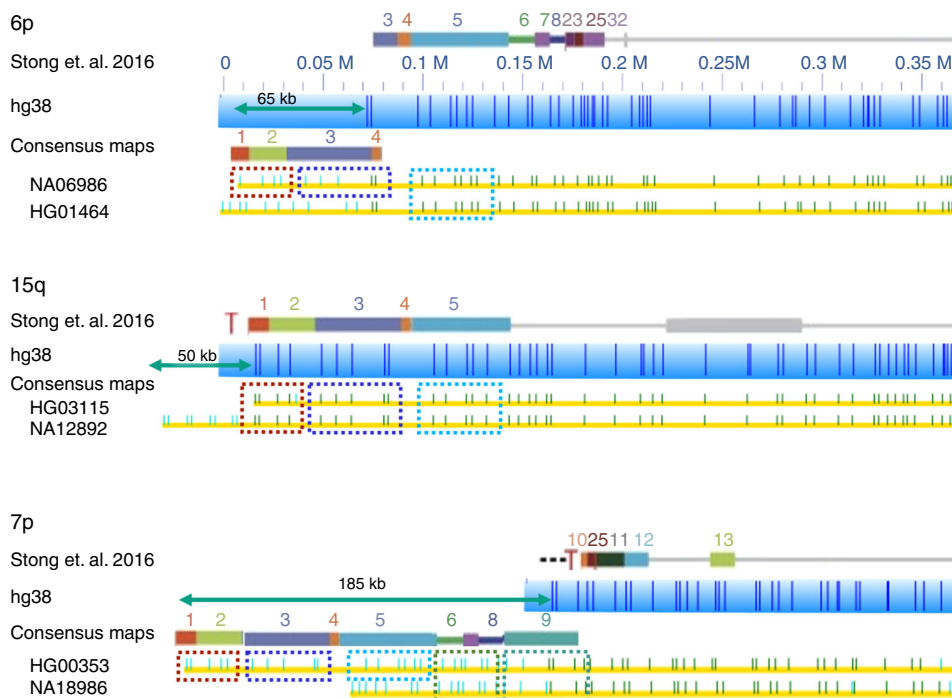 6p
3 4 5 6 7 8 23 25 32
Stong et. al. 2016
0 0.05 M 0.1 M 0.15 M 0.2 M 0.25M 0.3 M 0.35 M
hg38
65 kb
Consensus maps
1 2 3 4
NA06986
HG01464
15q
1 2 3 4 5
Stong et. al. 2016 T
hg38
50 kb
Consensus maps
HG03115
NA12892
7p
10 25 11 12 13
Stong et. al. 2016 T
185 kb
hg38
1 2 3 4 5 6 8 9
Consensus maps
HG00353
NA18986